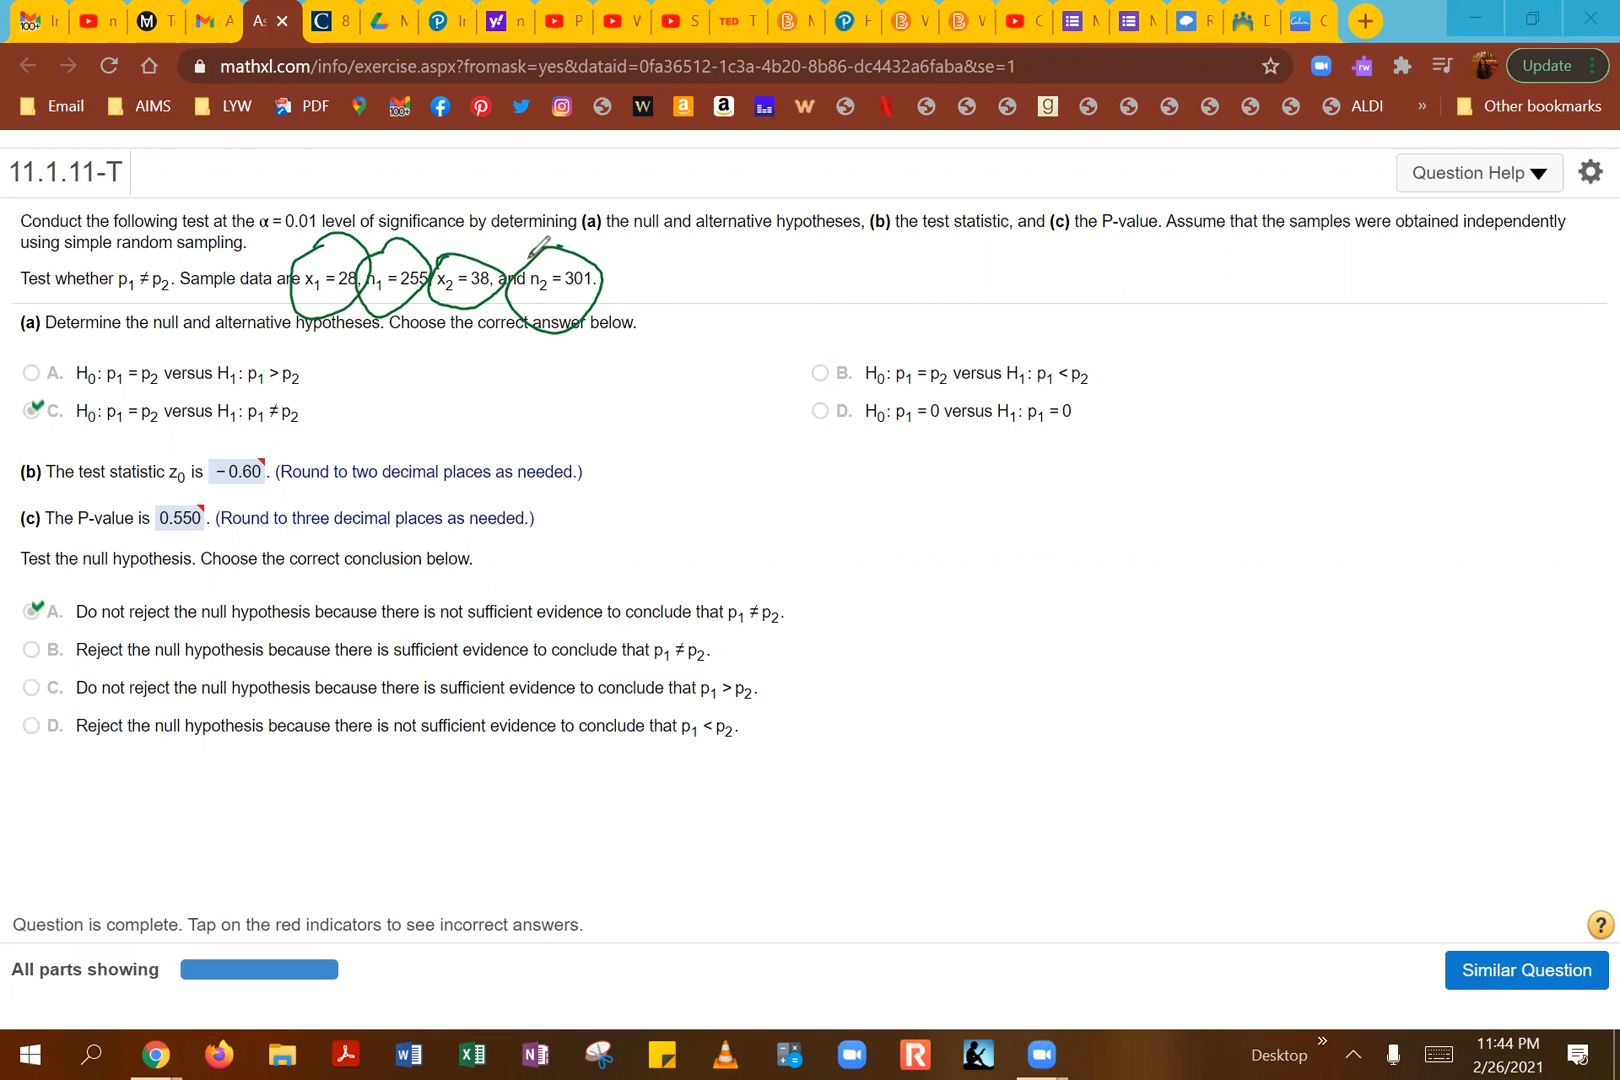 mathxl.com/info/exercise.aspx?fromask=yes&dataid=0fa36512-1c3a-4b20-8b86-dc4432a6faba&se=1
Update
Email AIMS LYW PDF ALDI » Other bookmarks
11.1.11-T
Question Help
Conduct the following test at the α = 0.01 level of significance by determining (a) the null and alternative hypotheses, (b) the test statistic, and (c) the P-value. Assume that the samples were obtained independently
using simple random sampling.
Test whether p1 ≠ p2. Sample data are x1 = 28, n1 = 255, x2 = 38, and n2 = 301.
(a) Determine the null and alternative hypotheses. Choose the correct answer below.
A. H0: p1 = p2 versus H1: p1 > p2
B. H0: p1 = p2 versus H1: p1 < p2
C. H0: p1 = p2 versus H1: p1 ≠ p2
D. H0: p1 = 0 versus H1: p1 = 0
(b) The test statistic z0 is − 0.60. (Round to two decimal places as needed.)
(c) The P-value is 0.550. (Round to three decimal places as needed.)
Test the null hypothesis. Choose the correct conclusion below.
A. Do not reject the null hypothesis because there is not sufficient evidence to conclude that p1 ≠ p2.
B. Reject the null hypothesis because there is sufficient evidence to conclude that p1 ≠ p2.
C. Do not reject the null hypothesis because there is sufficient evidence to conclude that p1 > p2.
D. Reject the null hypothesis because there is not sufficient evidence to conclude that p1 < p2.
Question is complete. Tap on the red indicators to see incorrect answers.
?
All parts showing
Similar Question
Desktop
11:44 PM
2/26/2021